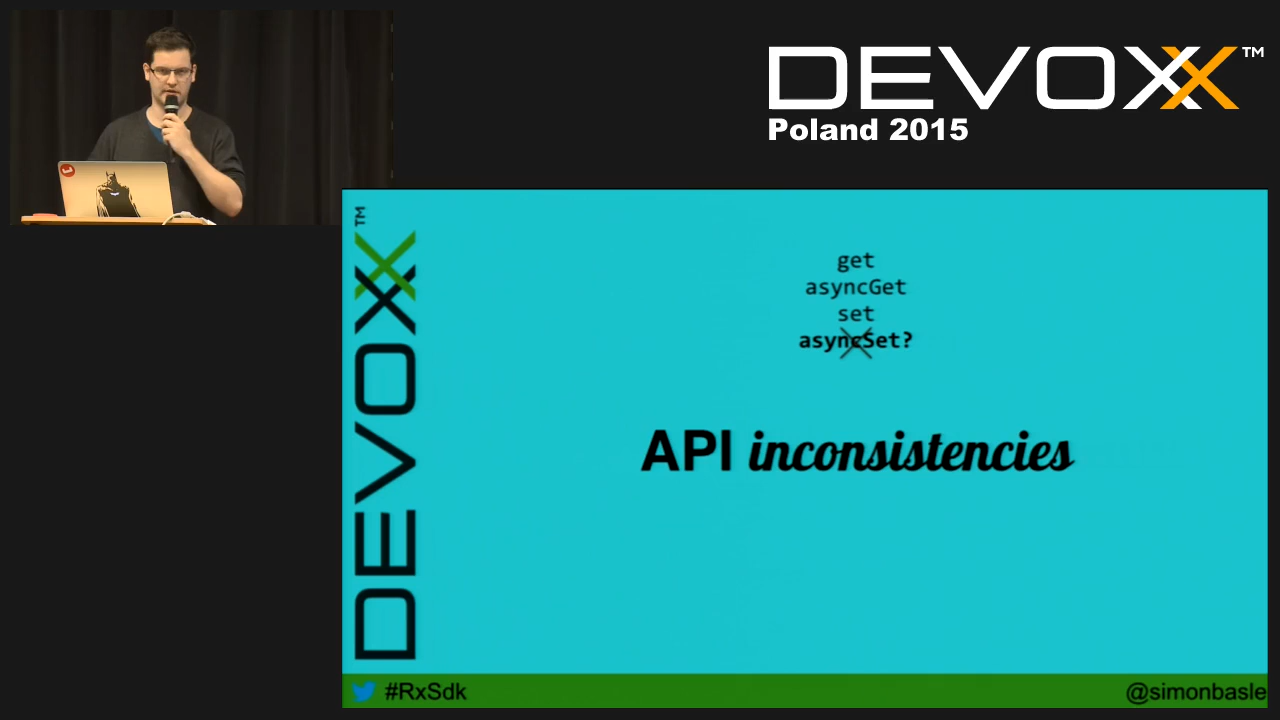 DEVOXX™
Poland 2015
DEVOXX™
get
asyncGet
set
asyncSet?
API inconsistencies
#RxSdk
@simonbasle